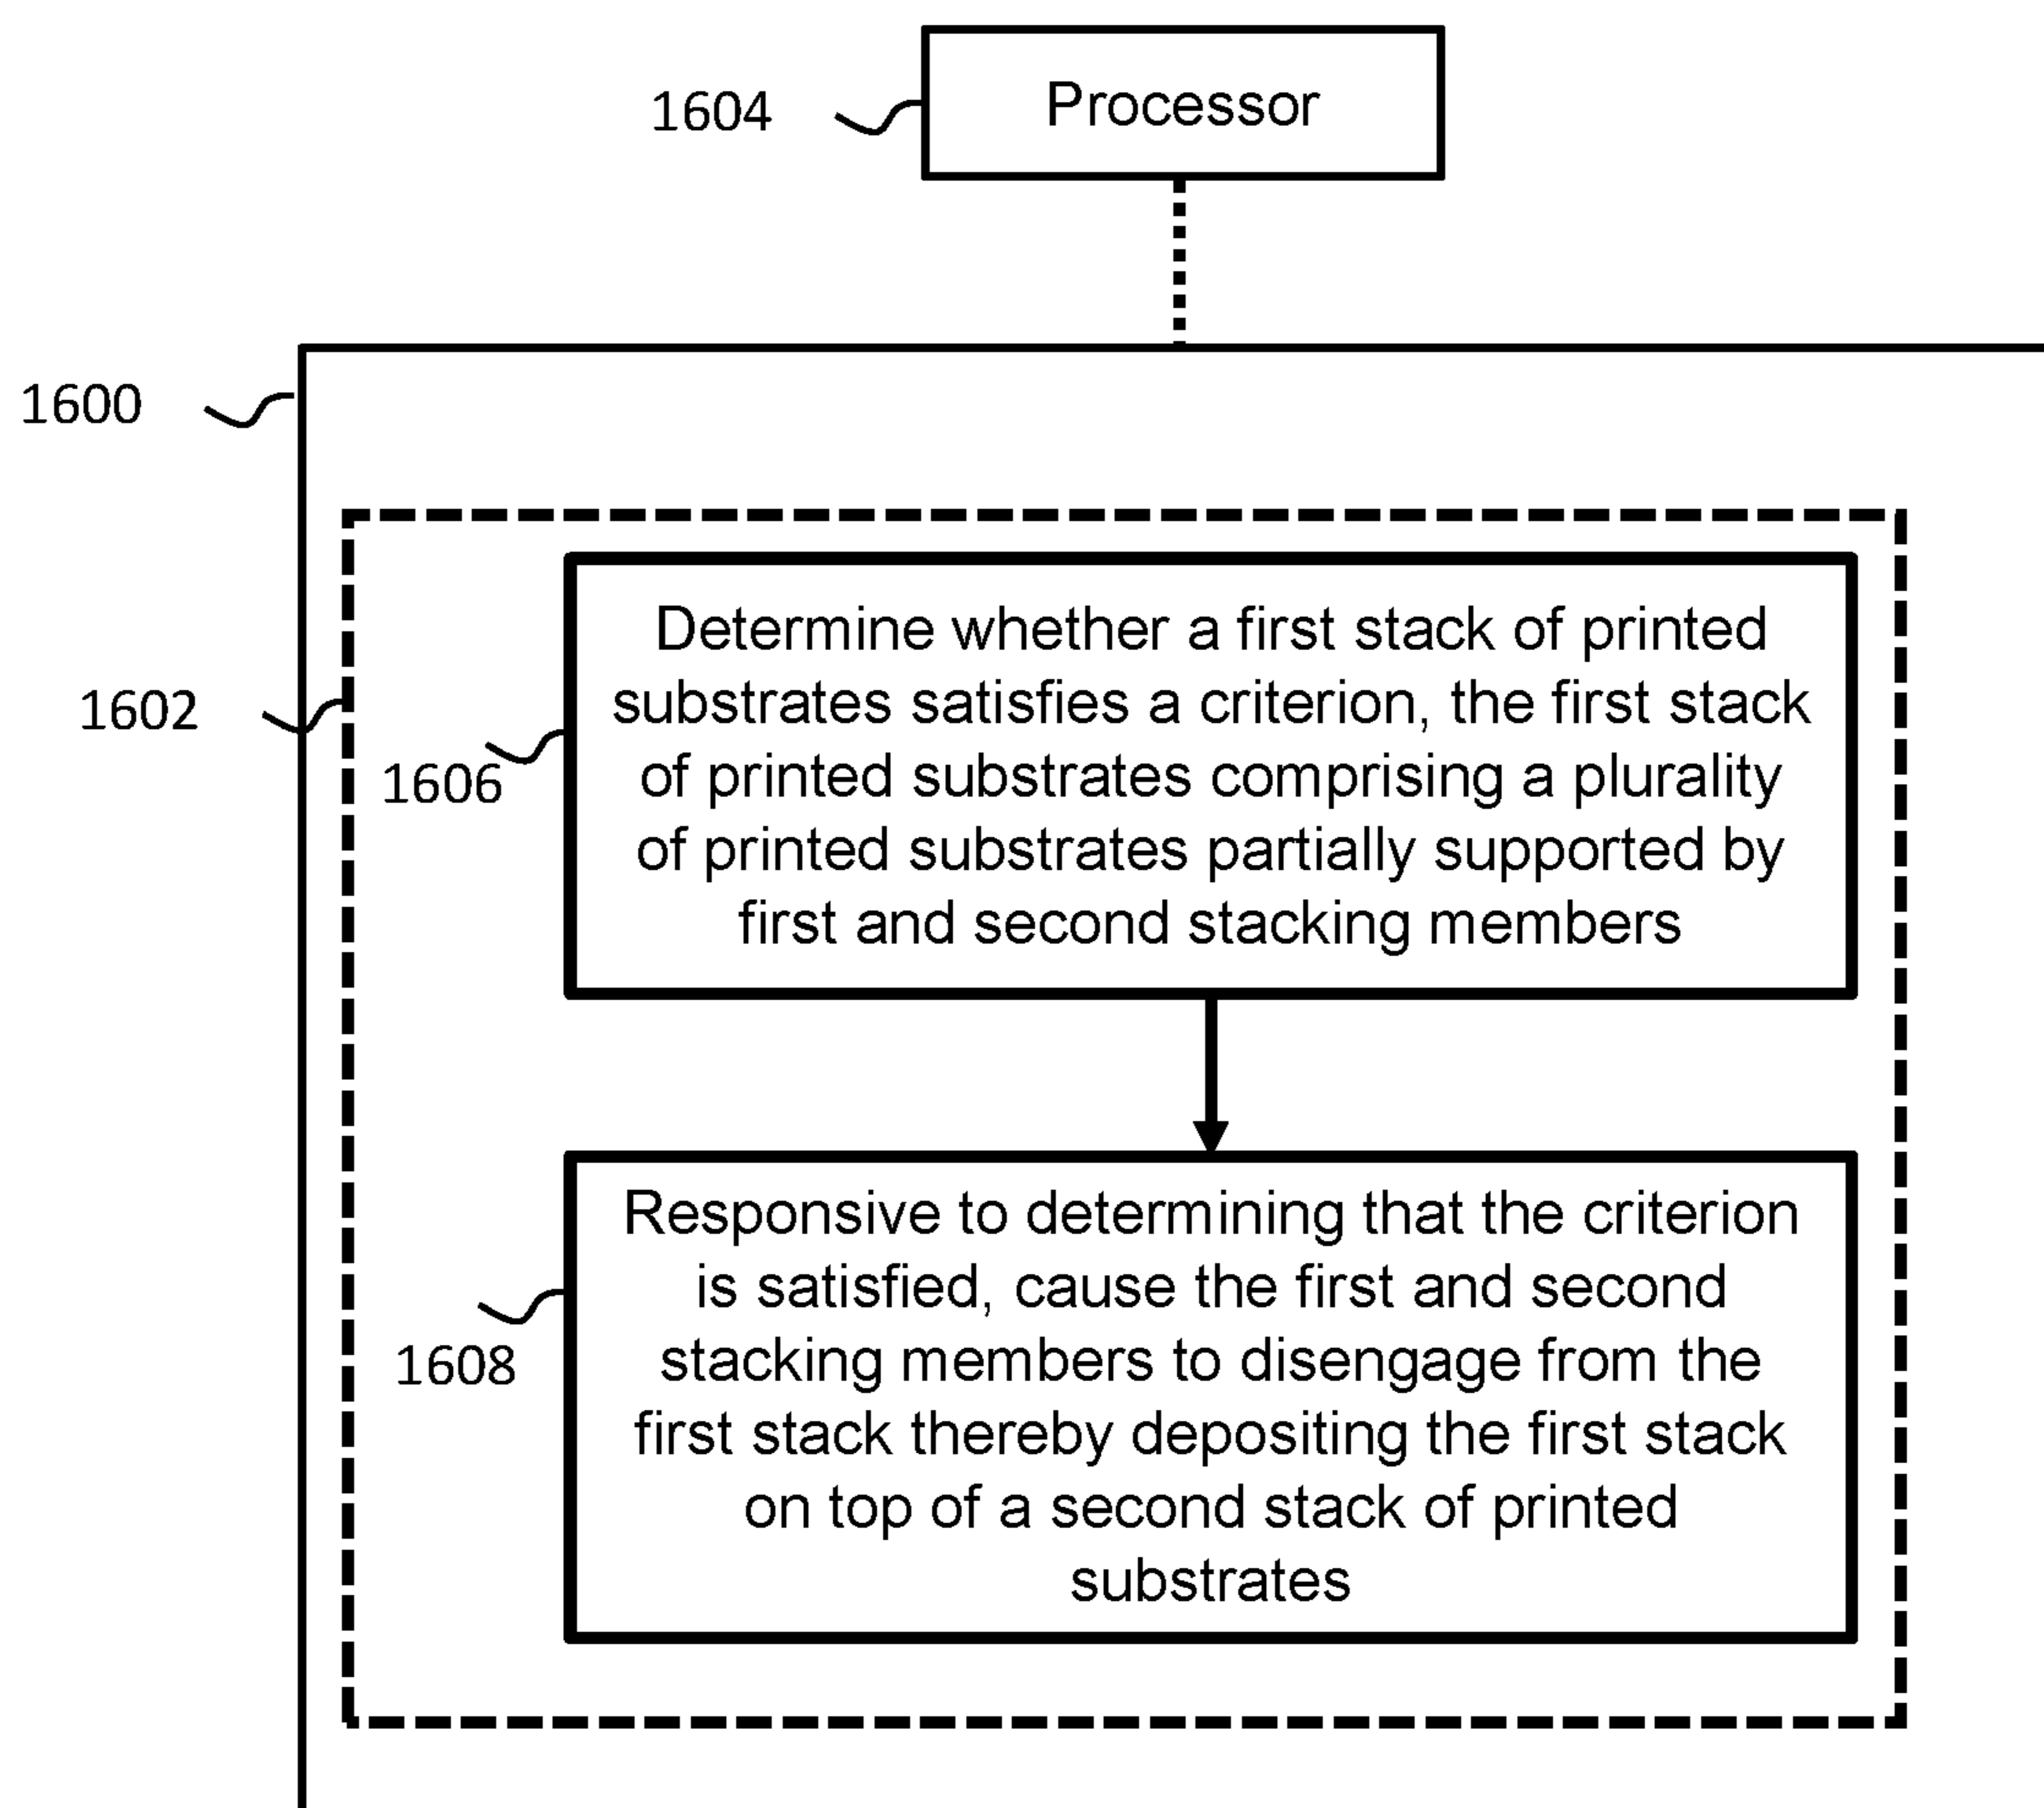 Processor
1604
1600
Determine whether a first stack of printed
substrates satisfies a criterion, the first stack
of printed substrates comprising a plurality
of printed substrates partially supported by
first and second stacking members
1602
1606
Responsive to determining that the criterion
is satisfied, cause the first and second
stacking members to disengage from the
first stack thereby depositing the first stack
on top of a second stack of printed
substrates
1608